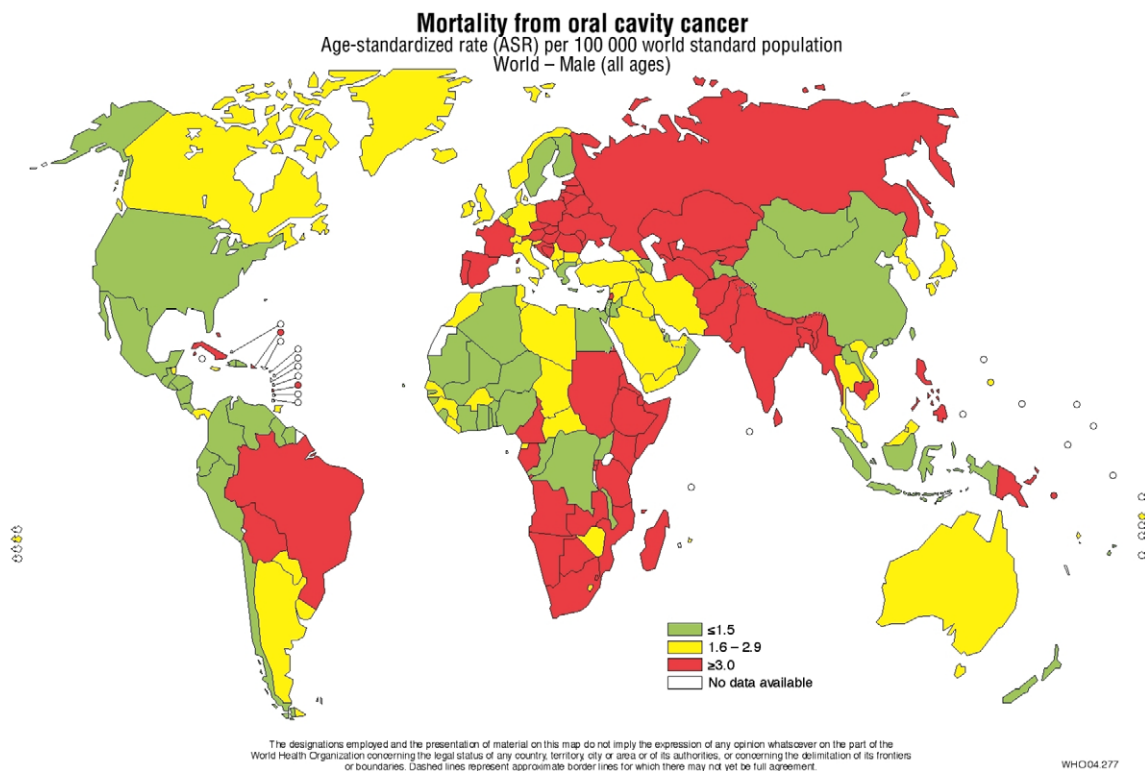 Mortality from oral cavity cancer
Age-standardized rate (ASR) per 100 000 world standard population
World – Male (all ages)
≤1.5
1.6 – 2.9
≥3.0
No data available
The designations employed and the presentation of material on this map do not imply the expression of any opinion whatsoever on the part of the
World Health Organization concerning the legal status of any country, territory, city or area or of its authorities, or concerning the delimitation of its frontiers
or boundaries. Dashed lines represent approximate border lines for which there may not yet be full agreement.
WHO04.277